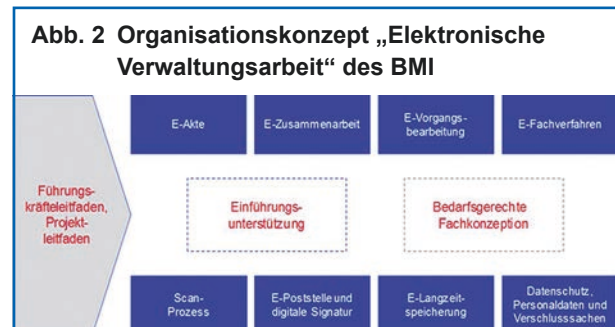 Abb. 2 Organisationskonzept „Elektronische
Verwaltungsarbeit“ des BMI
E-Akte
E-Zusammenarbeit
E-Vorgangs-
bearbeitung
E-Fachverfahren
Führungs-
kräfteleitfaden,
Projekt-
leitfaden
Einführungs-
unterstützung
Bedarfsgerechte
Fachkonzeption
Scan-
Prozess
E-Poststelle und
digitale Signatur
E-Langzeit-
speicherung
Datenschutz,
Personaldaten und
Verschlusssachen